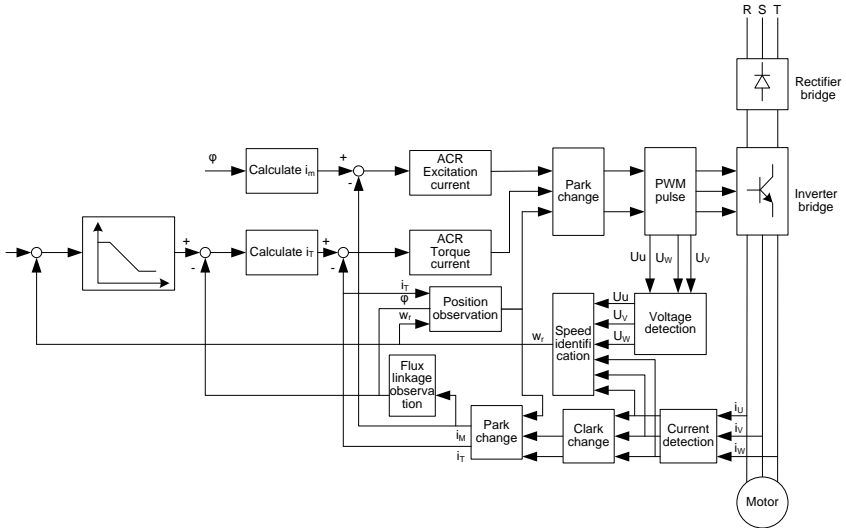 R S T
Rectifier
bridge
φ
Calculate im
+
-
ACR
Excitation
current
Park
change
PWM
pulse
Inverter
bridge
+
-
Calculate iT
+
-
ACR
Torque
current
Uu
UW
UV
iT
φ
wr
Position
observation
wr
Speed
identifi
cation
Uu
UV
UW
Voltage
detection
Flux
linkage
observa
tion
iM
iT
Park
change
Clark
change
Current
detection
iU
iV
iW
Motor